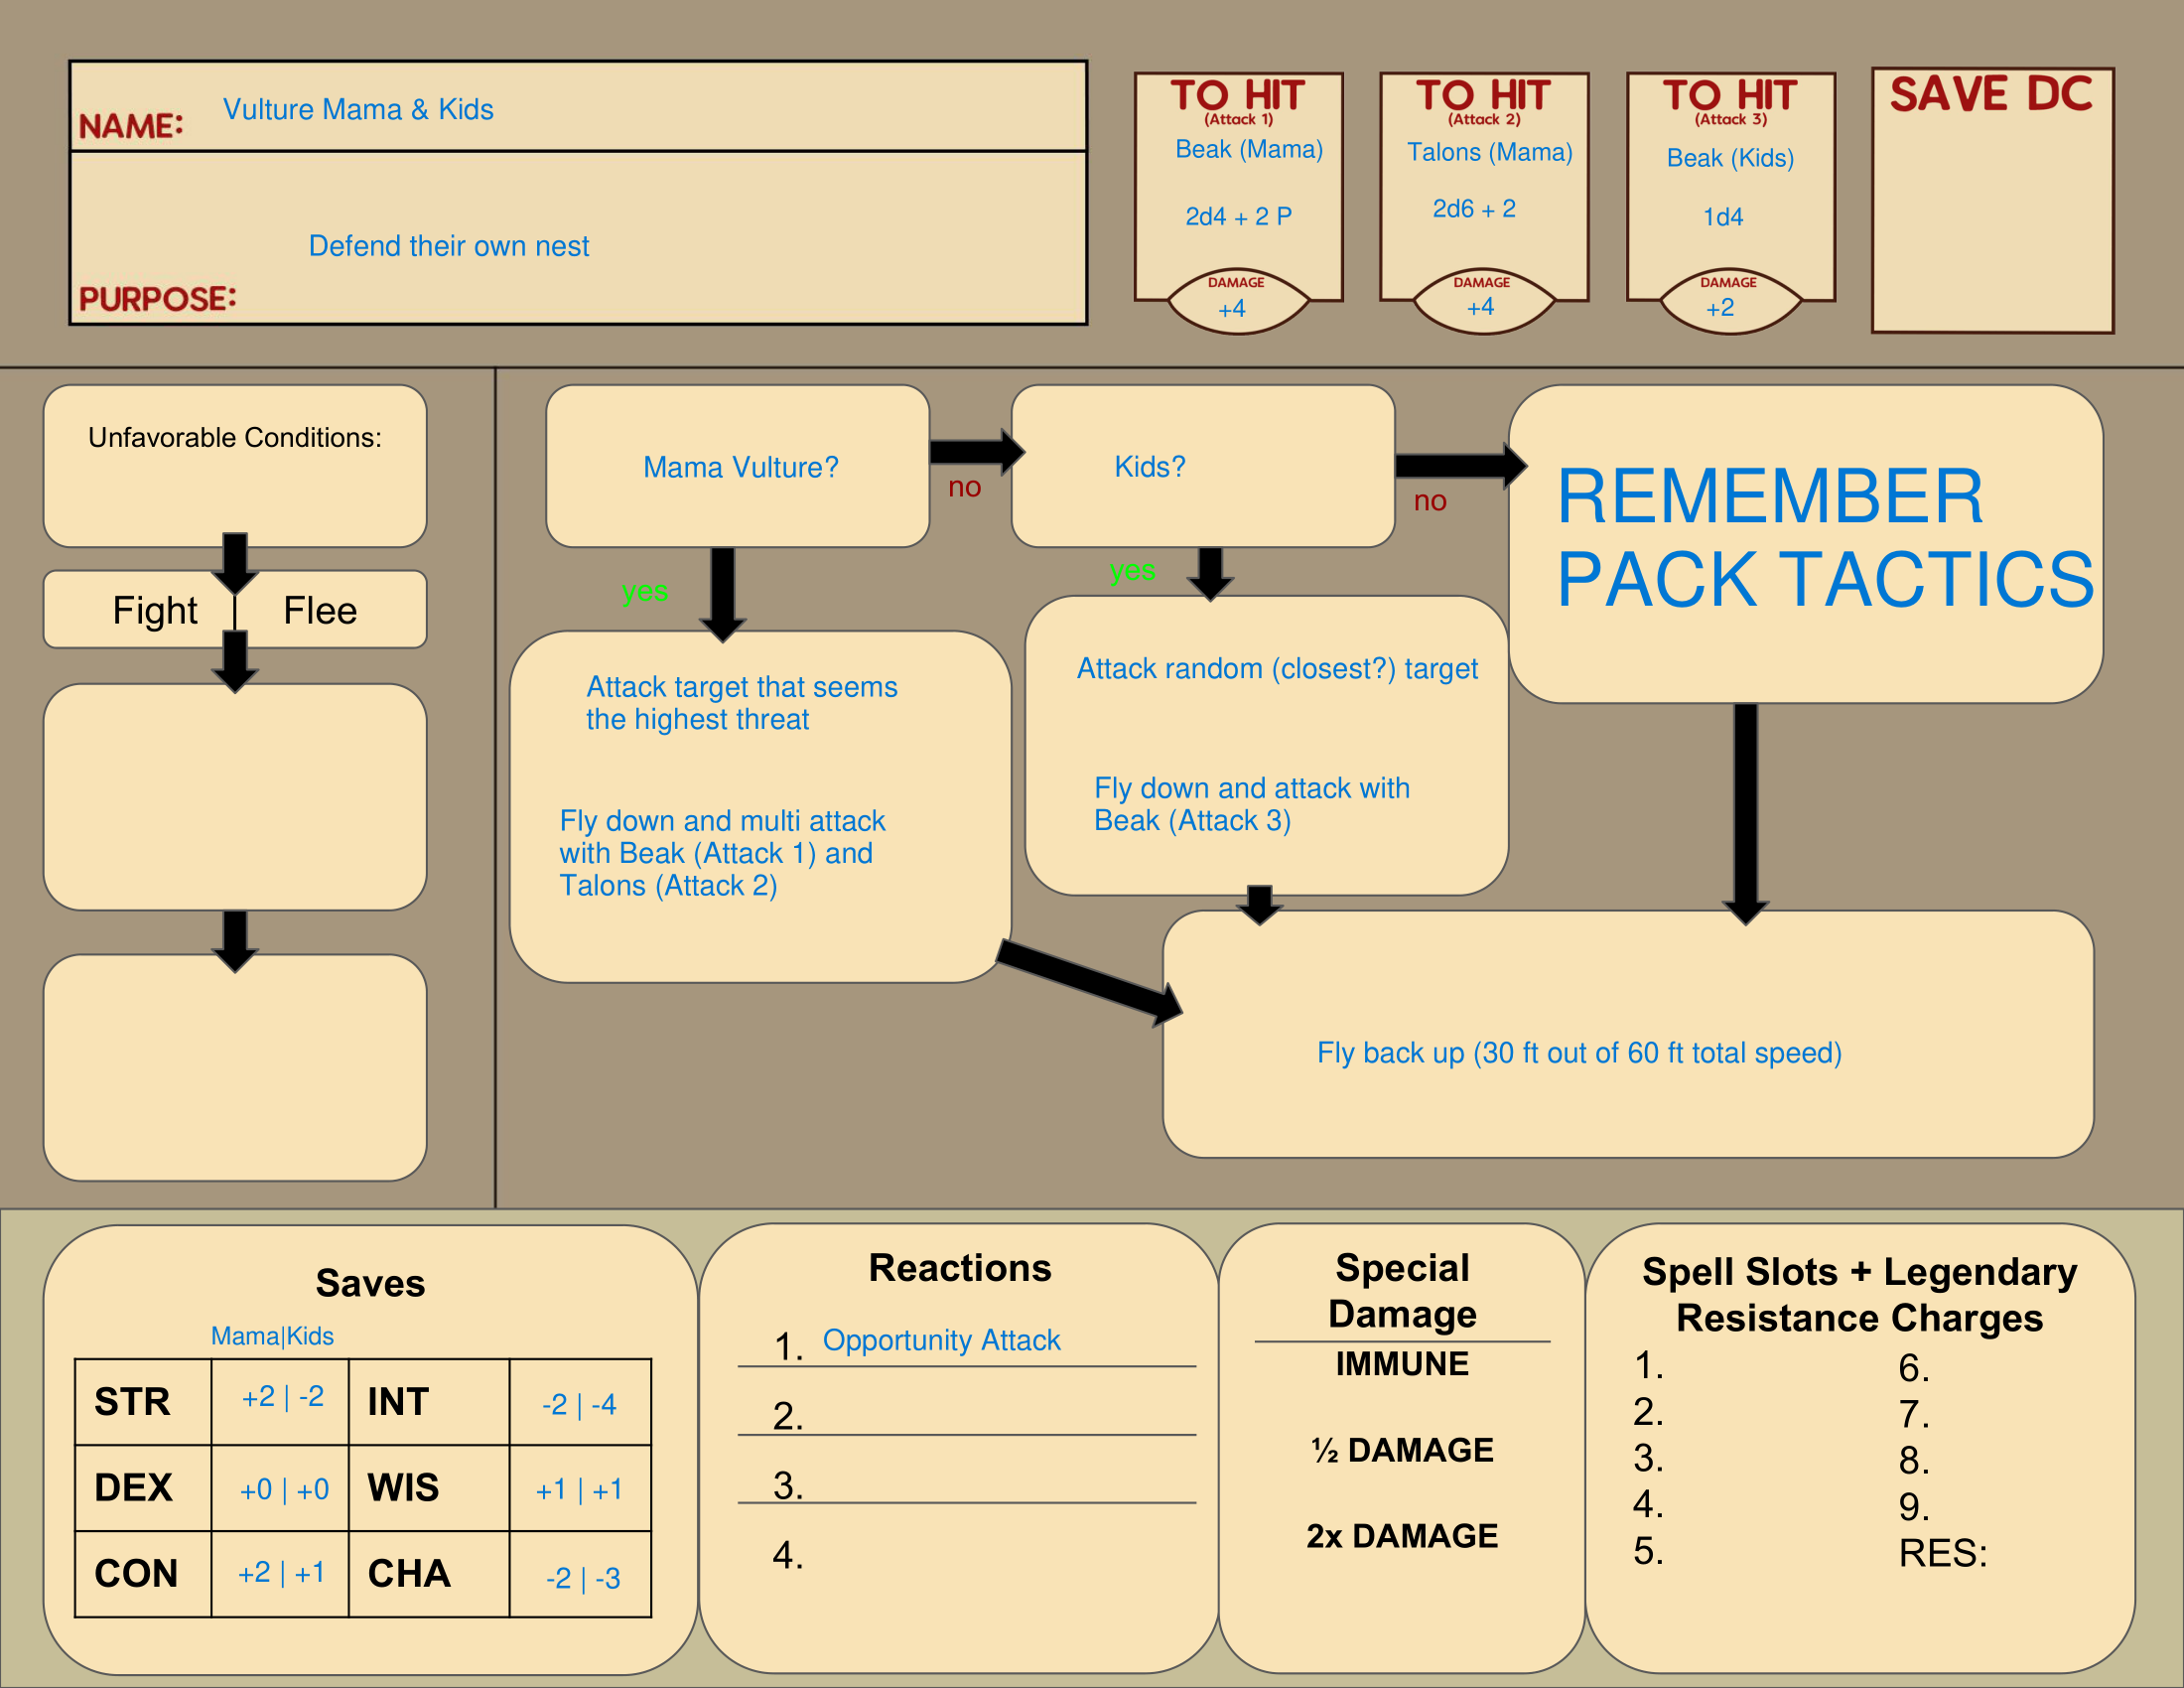 NAME:
Vulture Mama & Kids
Defend their own nest
PURPOSE:
TO HIT
(Attack 1)
Beak (Mama)
2d4 + 2 P
DAMAGE
+4
TO HIT
(Attack 2)
Talons (Mama)
2d6 + 2
DAMAGE
+4
TO HIT
(Attack 3)
Beak (Kids)
1d4
DAMAGE
+2
SAVE DC
Unfavorable Conditions:
Fight
Flee
Mama Vulture?
no
Kids?
no
REMEMBER
PACK TACTICS
yes
yes
Attack target that seems
the highest threat
Fly down and multi attack
with Beak (Attack 1) and
Talons (Attack 2)
Attack random (closest?) target
Fly down and attack with
Beak (Attack 3)
Fly back up (30 ft out of 60 ft total speed)
Saves
Mama|Kids
STR +2 | -2 INT -2 | -4
DEX +0 | +0 WIS +1 | +1
CON +2 | +1 CHA -2 | -3
Reactions
1. Opportunity Attack
2.
3.
4.
Special
Damage
IMMUNE
½ DAMAGE
2x DAMAGE
Spell Slots + Legendary
Resistance Charges
1.
2.
3.
4.
5.
6.
7.
8.
9.
RES: